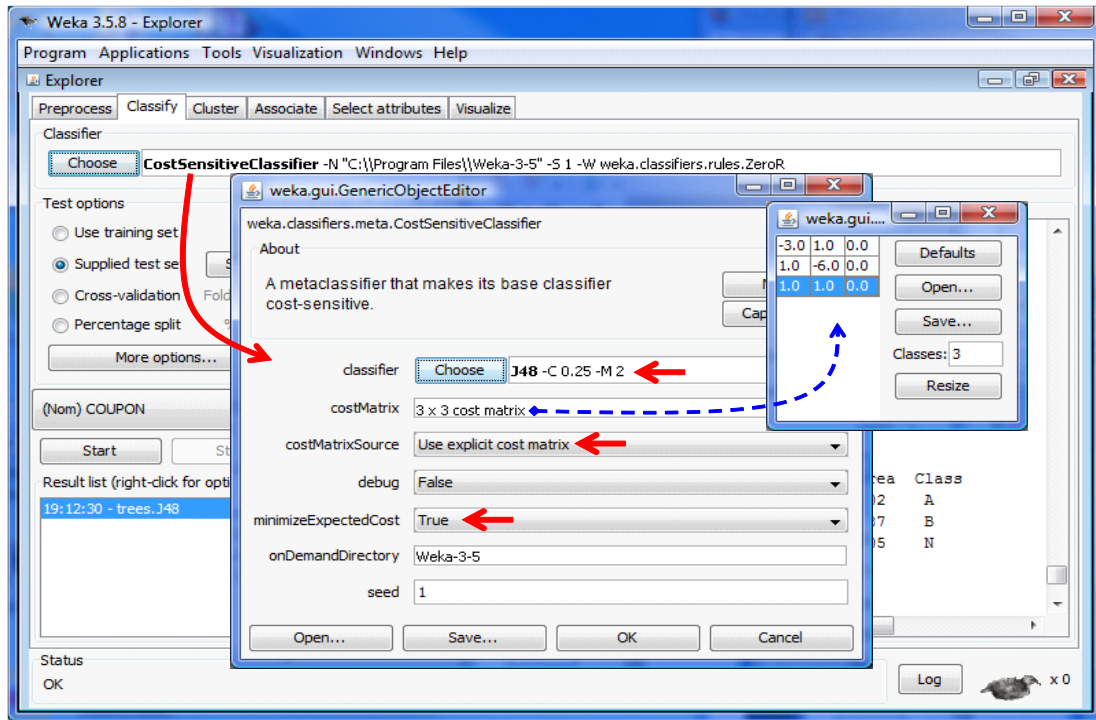 Weka 3.5.8 - Explorer
Program Applications Tools Visualization Windows Help
Explorer
Preprocess Classify Cluster Associate Select attributes Visualize
Classifier
Choose CostSensitiveClassifier -N "C:\\Program Files\\Weka-3-5" -S 1 -W weka.classifiers.rules.ZeroR
Test options
Use training set
Supplied test se
Cross-validation Fold
Percentage split %
More options...
(Nom) COUPON
Start St
Result list (right-click for opti
19:12:30 - trees.J48
weka.gui.GenericObjectEditor
weka.classifiers.meta.CostSensitiveClassifier
About
A metaclassifier that makes its base classifier
cost-sensitive.
Cap
classifier Choose J48 -C 0.25 -M 2
costMatrix 3 x 3 cost matrix
costMatrixSource Use explicit cost matrix
debug False
minimizeExpectedCost True
onDemandDirectory Weka-3-5
seed 1
Open... Save... OK Cancel
weka.gui....
-3.0 1.0 0.0 Defaults
1.0 -6.0 0.0
1.0 1.0 0.0 Open...
Save...
Classes: 3
Resize
rea Class
02 A
37 B
05 N
Status
OK
Log x 0